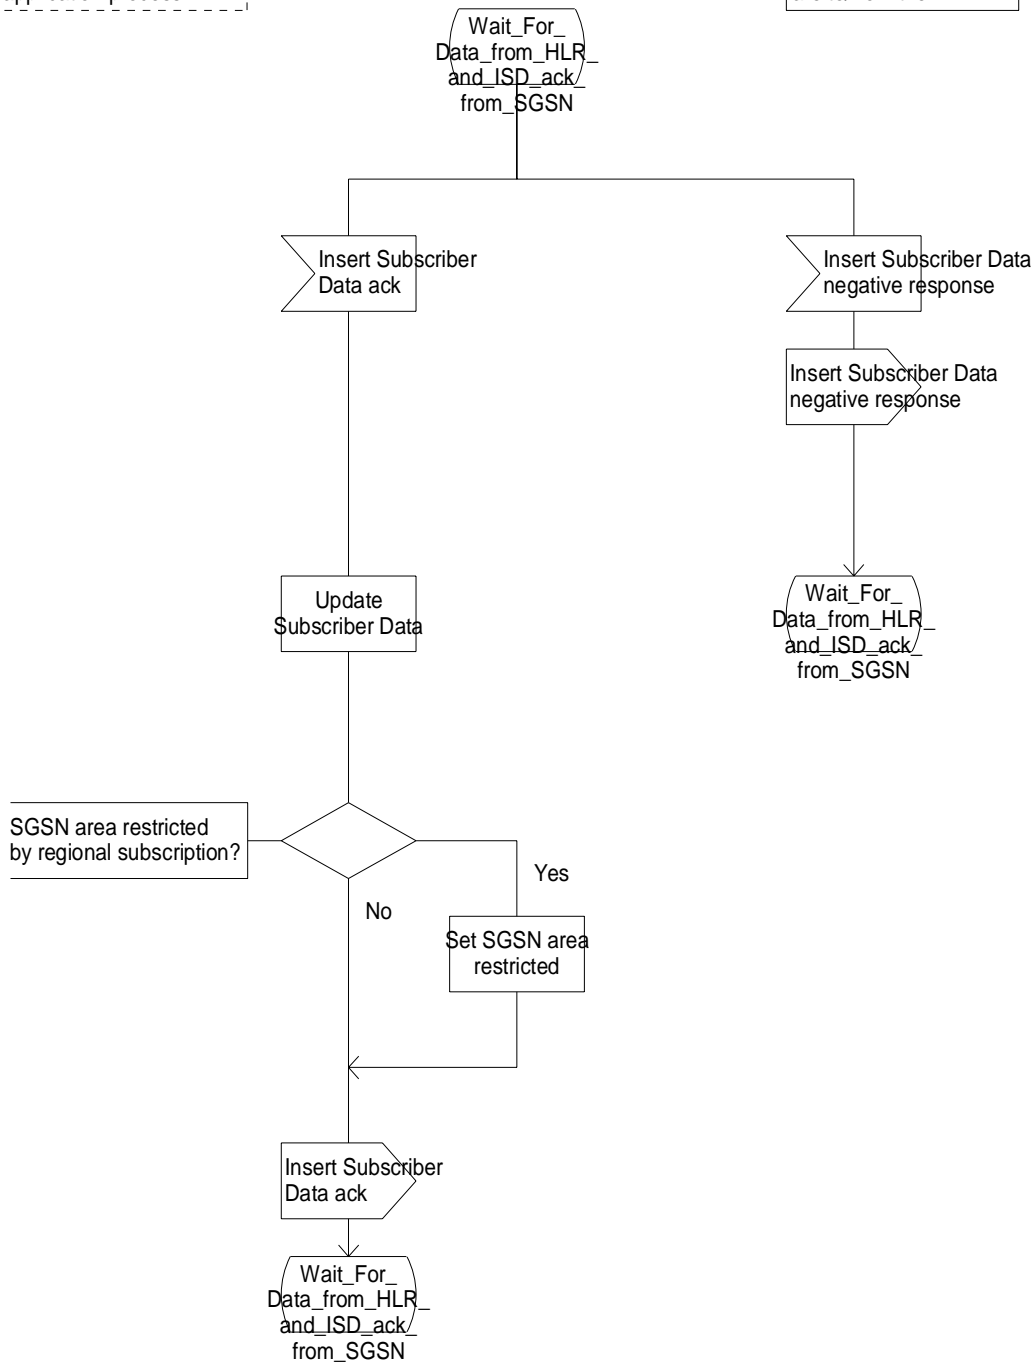 Wait_For_
Data_from_HLR_
and_ISD_ack_
from_SGSN
Insert Subscriber
Data ack
Insert Subscriber Data
negative response
Insert Subscriber Data
negative response
Update
Subscriber Data
Wait_For_
Data_from_HLR_
and_ISD_ack_
from_SGSN
SGSN area restricted
by regional subscription?
Yes
No
Set SGSN area
restricted
Insert Subscriber
Data ack
Wait_For_
Data_from_HLR_
and_ISD_ack_
from_SGSN